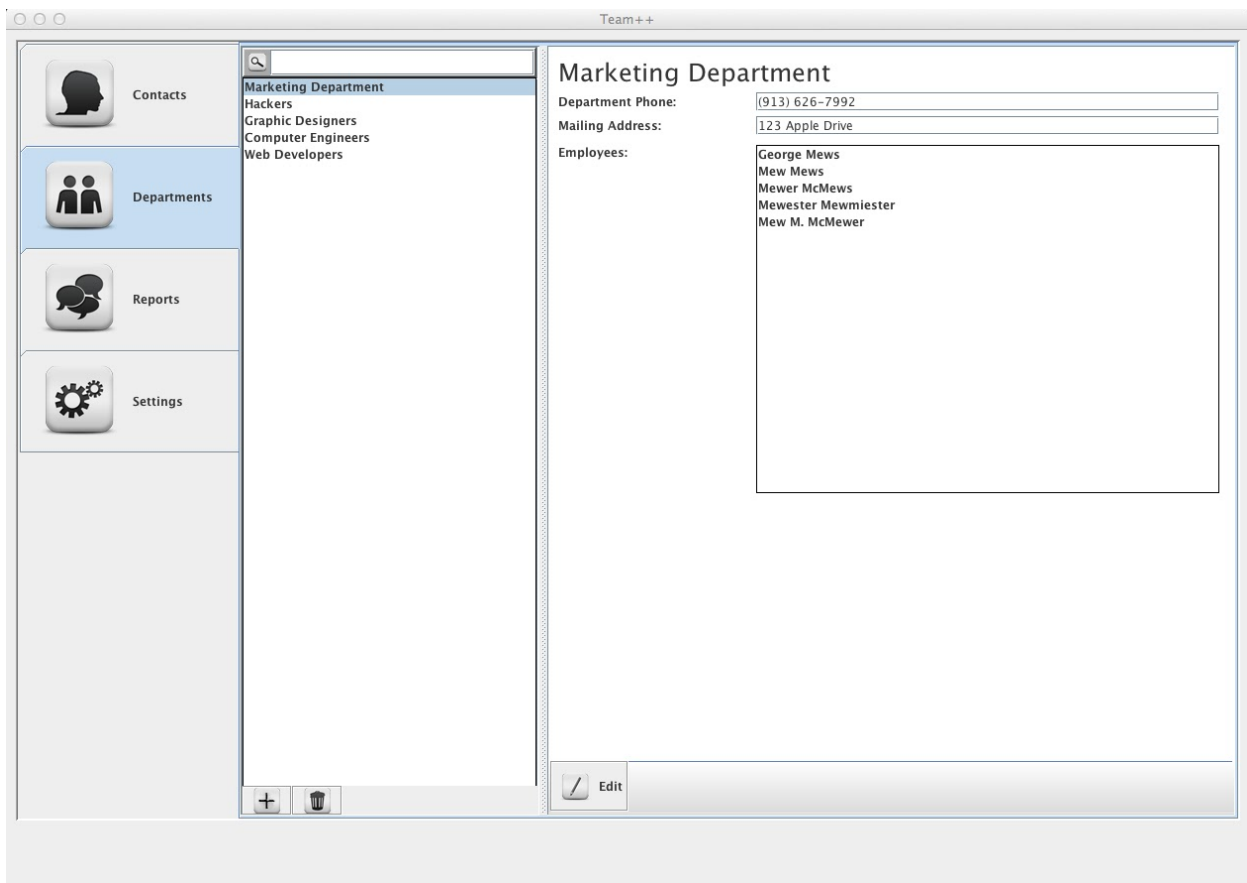 Team++
Contacts
Departments
Reports
Settings
Marketing Department
Hackers
Graphic Designers
Computer Engineers
Web Developers
Marketing Department
Department Phone: (913) 626-7992
Mailing Address: 123 Apple Drive
Employees: George Mews
Mew Mews
Mewer McMews
Mewester Mewmiester
Mew M. McMewer
Edit